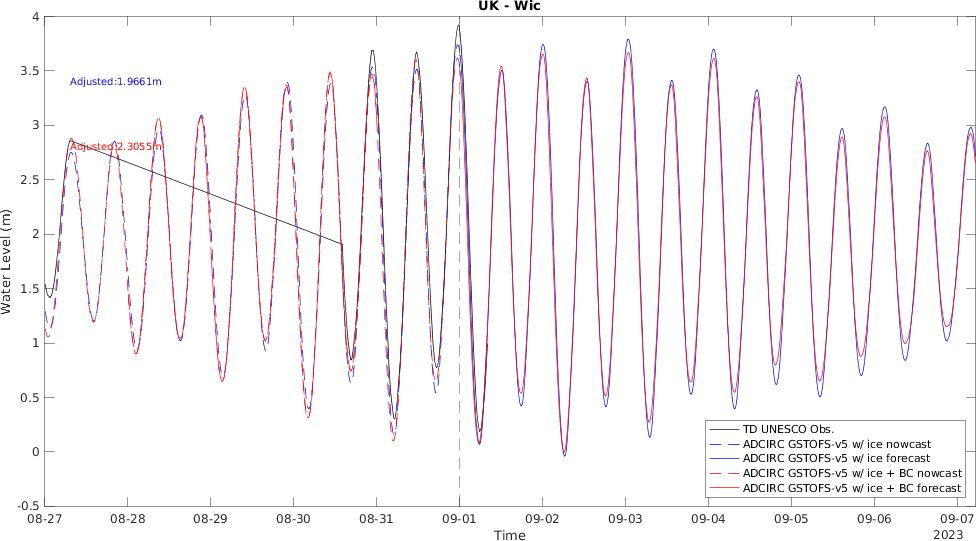 UK - Wic
4
3.5
3
2.5
2
1.5
1
0.5
0
-0.5
Water Level (m)
Adjusted:1.9661m
Adjusted:2.3055m
TD UNESCO Obs.
ADCIRC GSTOFS-v5 w/ ice nowcast
ADCIRC GSTOFS-v5 w/ ice forecast
ADCIRC GSTOFS-v5 w/ ice + BC nowcast
ADCIRC GSTOFS-v5 w/ ice + BC forecast
08-27 08-28 08-29 08-30 08-31 09-01 09-02 09-03 09-04 09-05 09-06 09-07
Time
2023